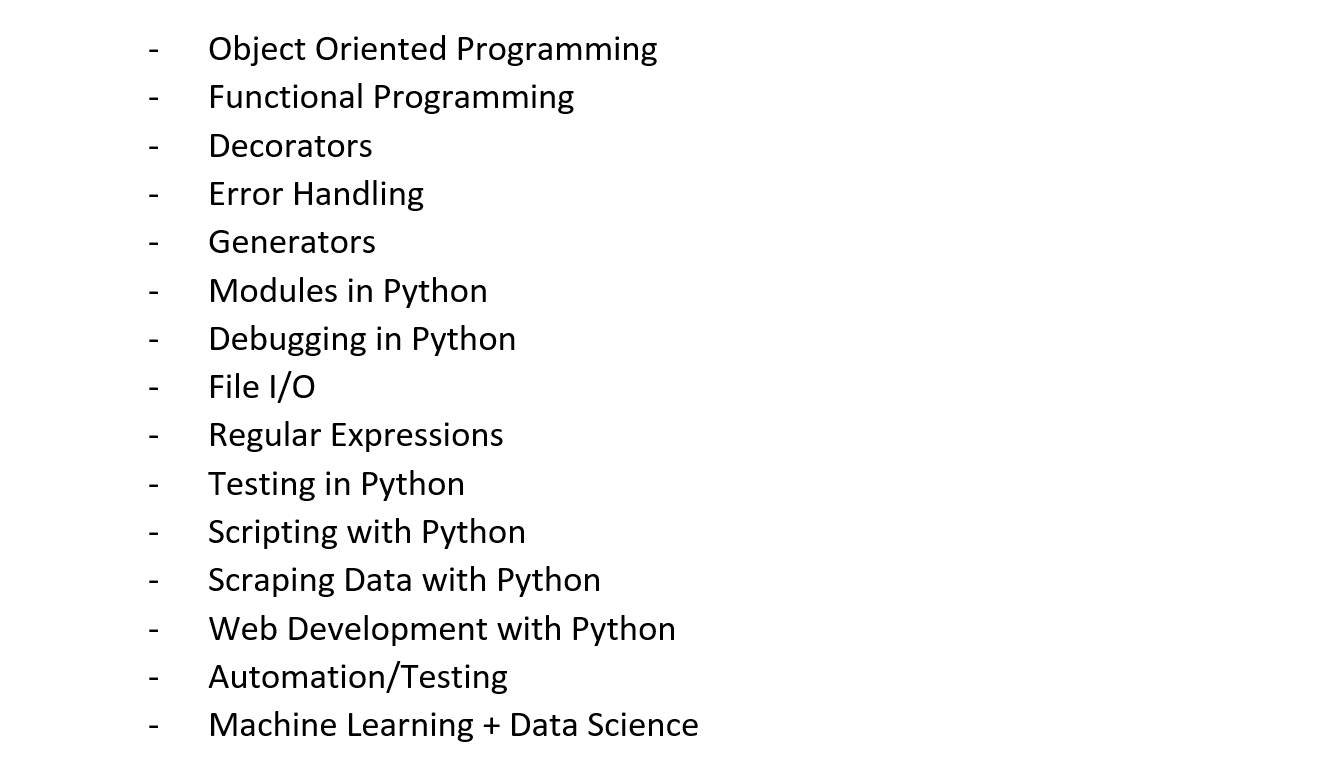 - Object Oriented Programming
- Functional Programming
- Decorators
- Error Handling
- Generators
- Modules in Python
- Debugging in Python
- File I/O
- Regular Expressions
- Testing in Python
- Scripting with Python
- Scraping Data with Python
- Web Development with Python
- Automation/Testing
- Machine Learning + Data Science